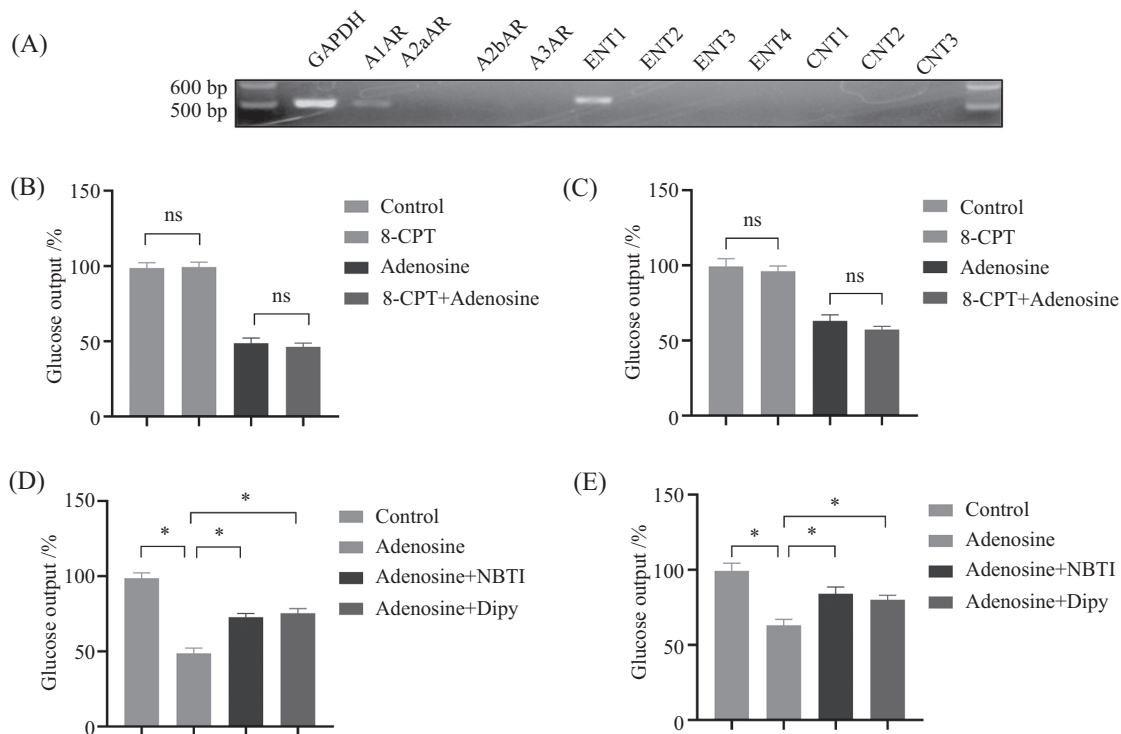 (A)
GAPDH A1AR A2aAR A2bAR A3AR ENT1 ENT2 ENT3 ENT4 CNT1 CNT2 CNT3
600 bp
500 bp
(B)
Glucose output /%
150
100
50
0
ns
ns
Control
8-CPT
Adenosine
8-CPT+Adenosine
(C)
Glucose output /%
150
100
50
0
ns
ns
Control
8-CPT
Adenosine
8-CPT+Adenosine
(D)
Glucose output /%
150
100
50
0
*
*
*
Control
Adenosine
Adenosine+NBTI
Adenosine+Dipy
(E)
Glucose output /%
150
100
50
0
*
*
*
Control
Adenosine
Adenosine+NBTI
Adenosine+Dipy